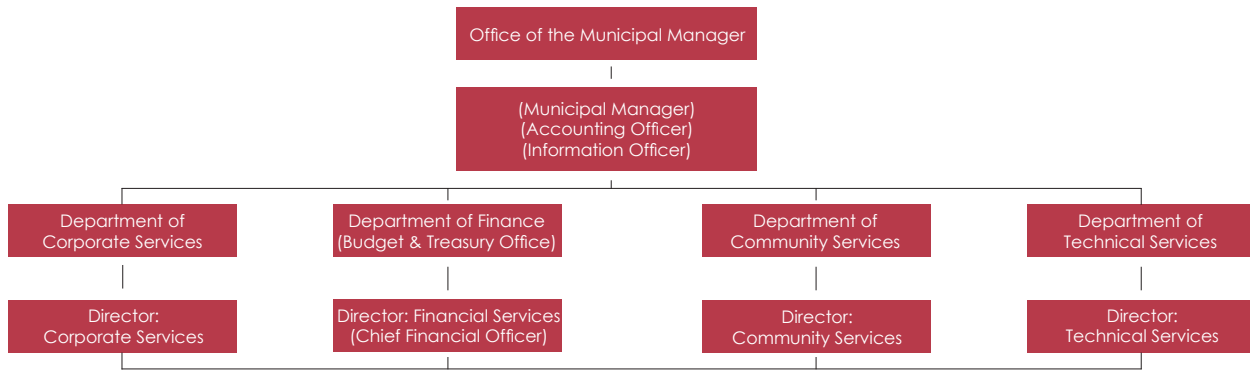 Office of the Municipal Manager
(Municipal Manager)
(Accounting Officer)
(Information Officer)
Department of
Corporate Services
Department of Finance
(Budget & Treasury Office)
Department of
Community Services
Department of
Technical Services
Director:
Corporate Services
Director: Financial Services
(Chief Financial Officer)
Director:
Community Services
Director:
Technical Services